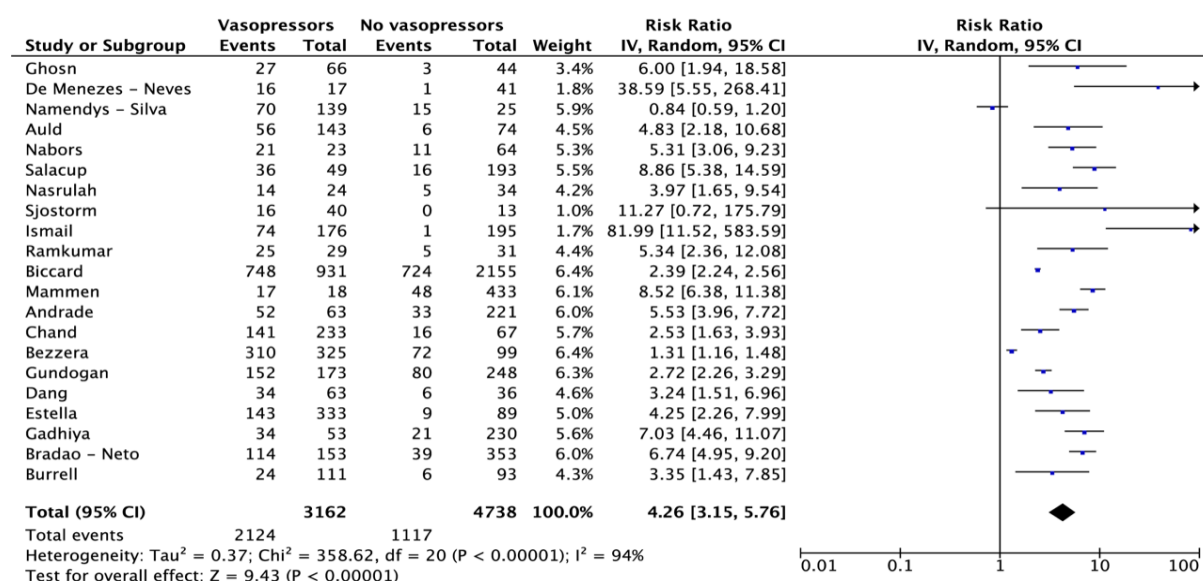 Vasopressors No vasopressors Risk Ratio Risk Ratio
Study or Subgroup Events Total Events Total Weight IV, Random, 95% CI IV, Random, 95% CI
Ghosn 27 66 3 44 3.4% 6.00 [1.94, 18.58]
De Menezes – Neves 16 17 1 41 1.8% 38.59 [5.55, 268.41]
Namendys – Silva 70 139 15 25 5.9% 0.84 [0.59, 1.20]
Auld 56 143 6 74 4.5% 4.83 [2.18, 10.68]
Nabors 21 23 11 64 5.3% 5.31 [3.06, 9.23]
Salacup 36 49 16 193 5.5% 8.86 [5.38, 14.59]
Nasrulah 14 24 5 34 4.2% 3.97 [1.65, 9.54]
Sjostorm 16 40 0 13 1.0% 11.27 [0.72, 175.79]
Ismail 74 176 1 195 1.7% 81.99 [11.52, 583.59]
Ramkumar 25 29 5 31 4.4% 5.34 [2.36, 12.08]
Biccard 748 931 724 2155 6.4% 2.39 [2.24, 2.56]
Mammen 17 18 48 433 6.1% 8.52 [6.38, 11.38]
Andrade 52 63 33 221 6.0% 5.53 [3.96, 7.72]
Chand 141 233 16 67 5.7% 2.53 [1.63, 3.93]
Bezzera 310 325 72 99 6.4% 1.31 [1.16, 1.48]
Gundogan 152 173 80 248 6.3% 2.72 [2.26, 3.29]
Dang 34 63 6 36 4.6% 3.24 [1.51, 6.96]
Estella 143 333 9 89 5.0% 4.25 [2.26, 7.99]
Gadhiya 34 53 21 230 5.6% 7.03 [4.46, 11.07]
Bradao – Neto 114 153 39 353 6.0% 6.74 [4.95, 9.20]
Burrell 24 111 6 93 4.3% 3.35 [1.43, 7.85]
Total (95% CI) 3162 4738 100.0% 4.26 [3.15, 5.76]
Total events 2124 1117
Heterogeneity: Tau² = 0.37; Chi² = 358.62, df = 20 (P < 0.00001); I² = 94%
Test for overall effect: Z = 9.43 (P < 0.00001)
0.01 0.1 1 10 100